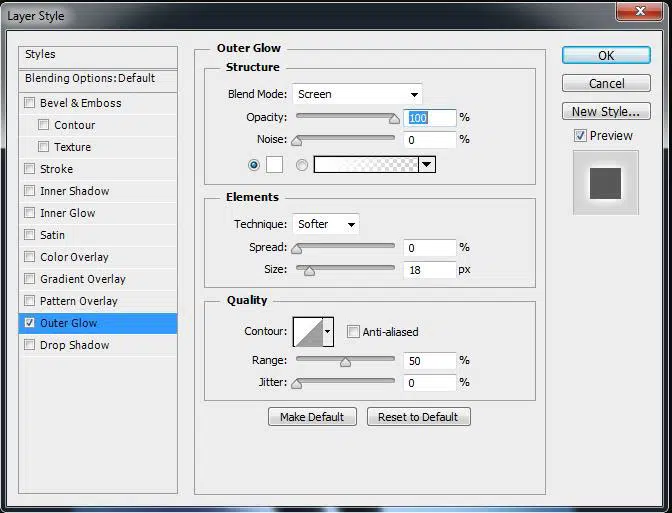 Layer Style
Styles
Blending Options:Default
Bevel & Emboss
Contour
Texture
Stroke
Inner Shadow
Inner Glow
Satin
Color Overlay
Gradient Overlay
Pattern Overlay
Outer Glow
Drop Shadow
Outer Glow
Structure
Blend Mode: Screen
Opacity: 100 %
Noise: 0 %
Elements
Technique: Softer
Spread: 0 %
Size: 18 px
Quality
Contour: Anti-aliased
Range: 50 %
Jitter: 0 %
Make Default Reset to Default
OK
Cancel
New Style...
Preview